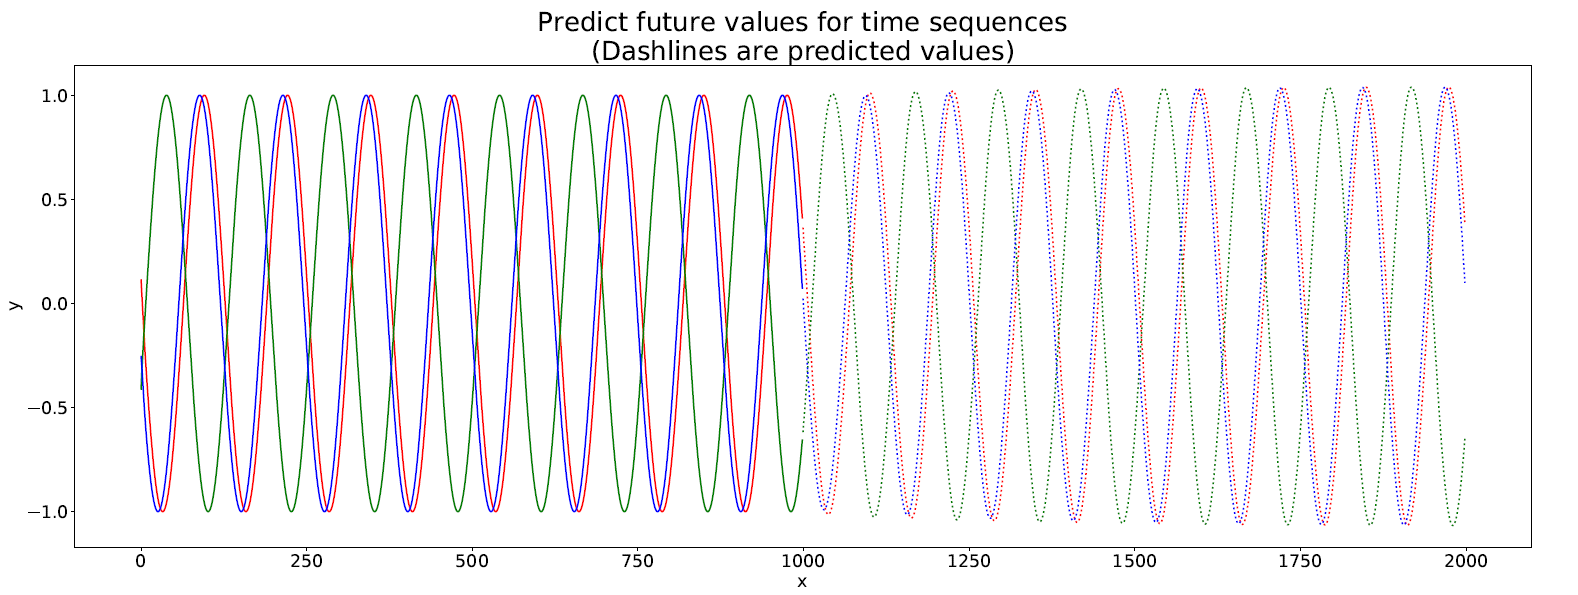 Predict future values for time sequences
(Dashlines are predicted values)
1.0
0.5
0.0
−0.5
−1.0
y
0 250 500 750 1000 1250 1500 1750 2000
x